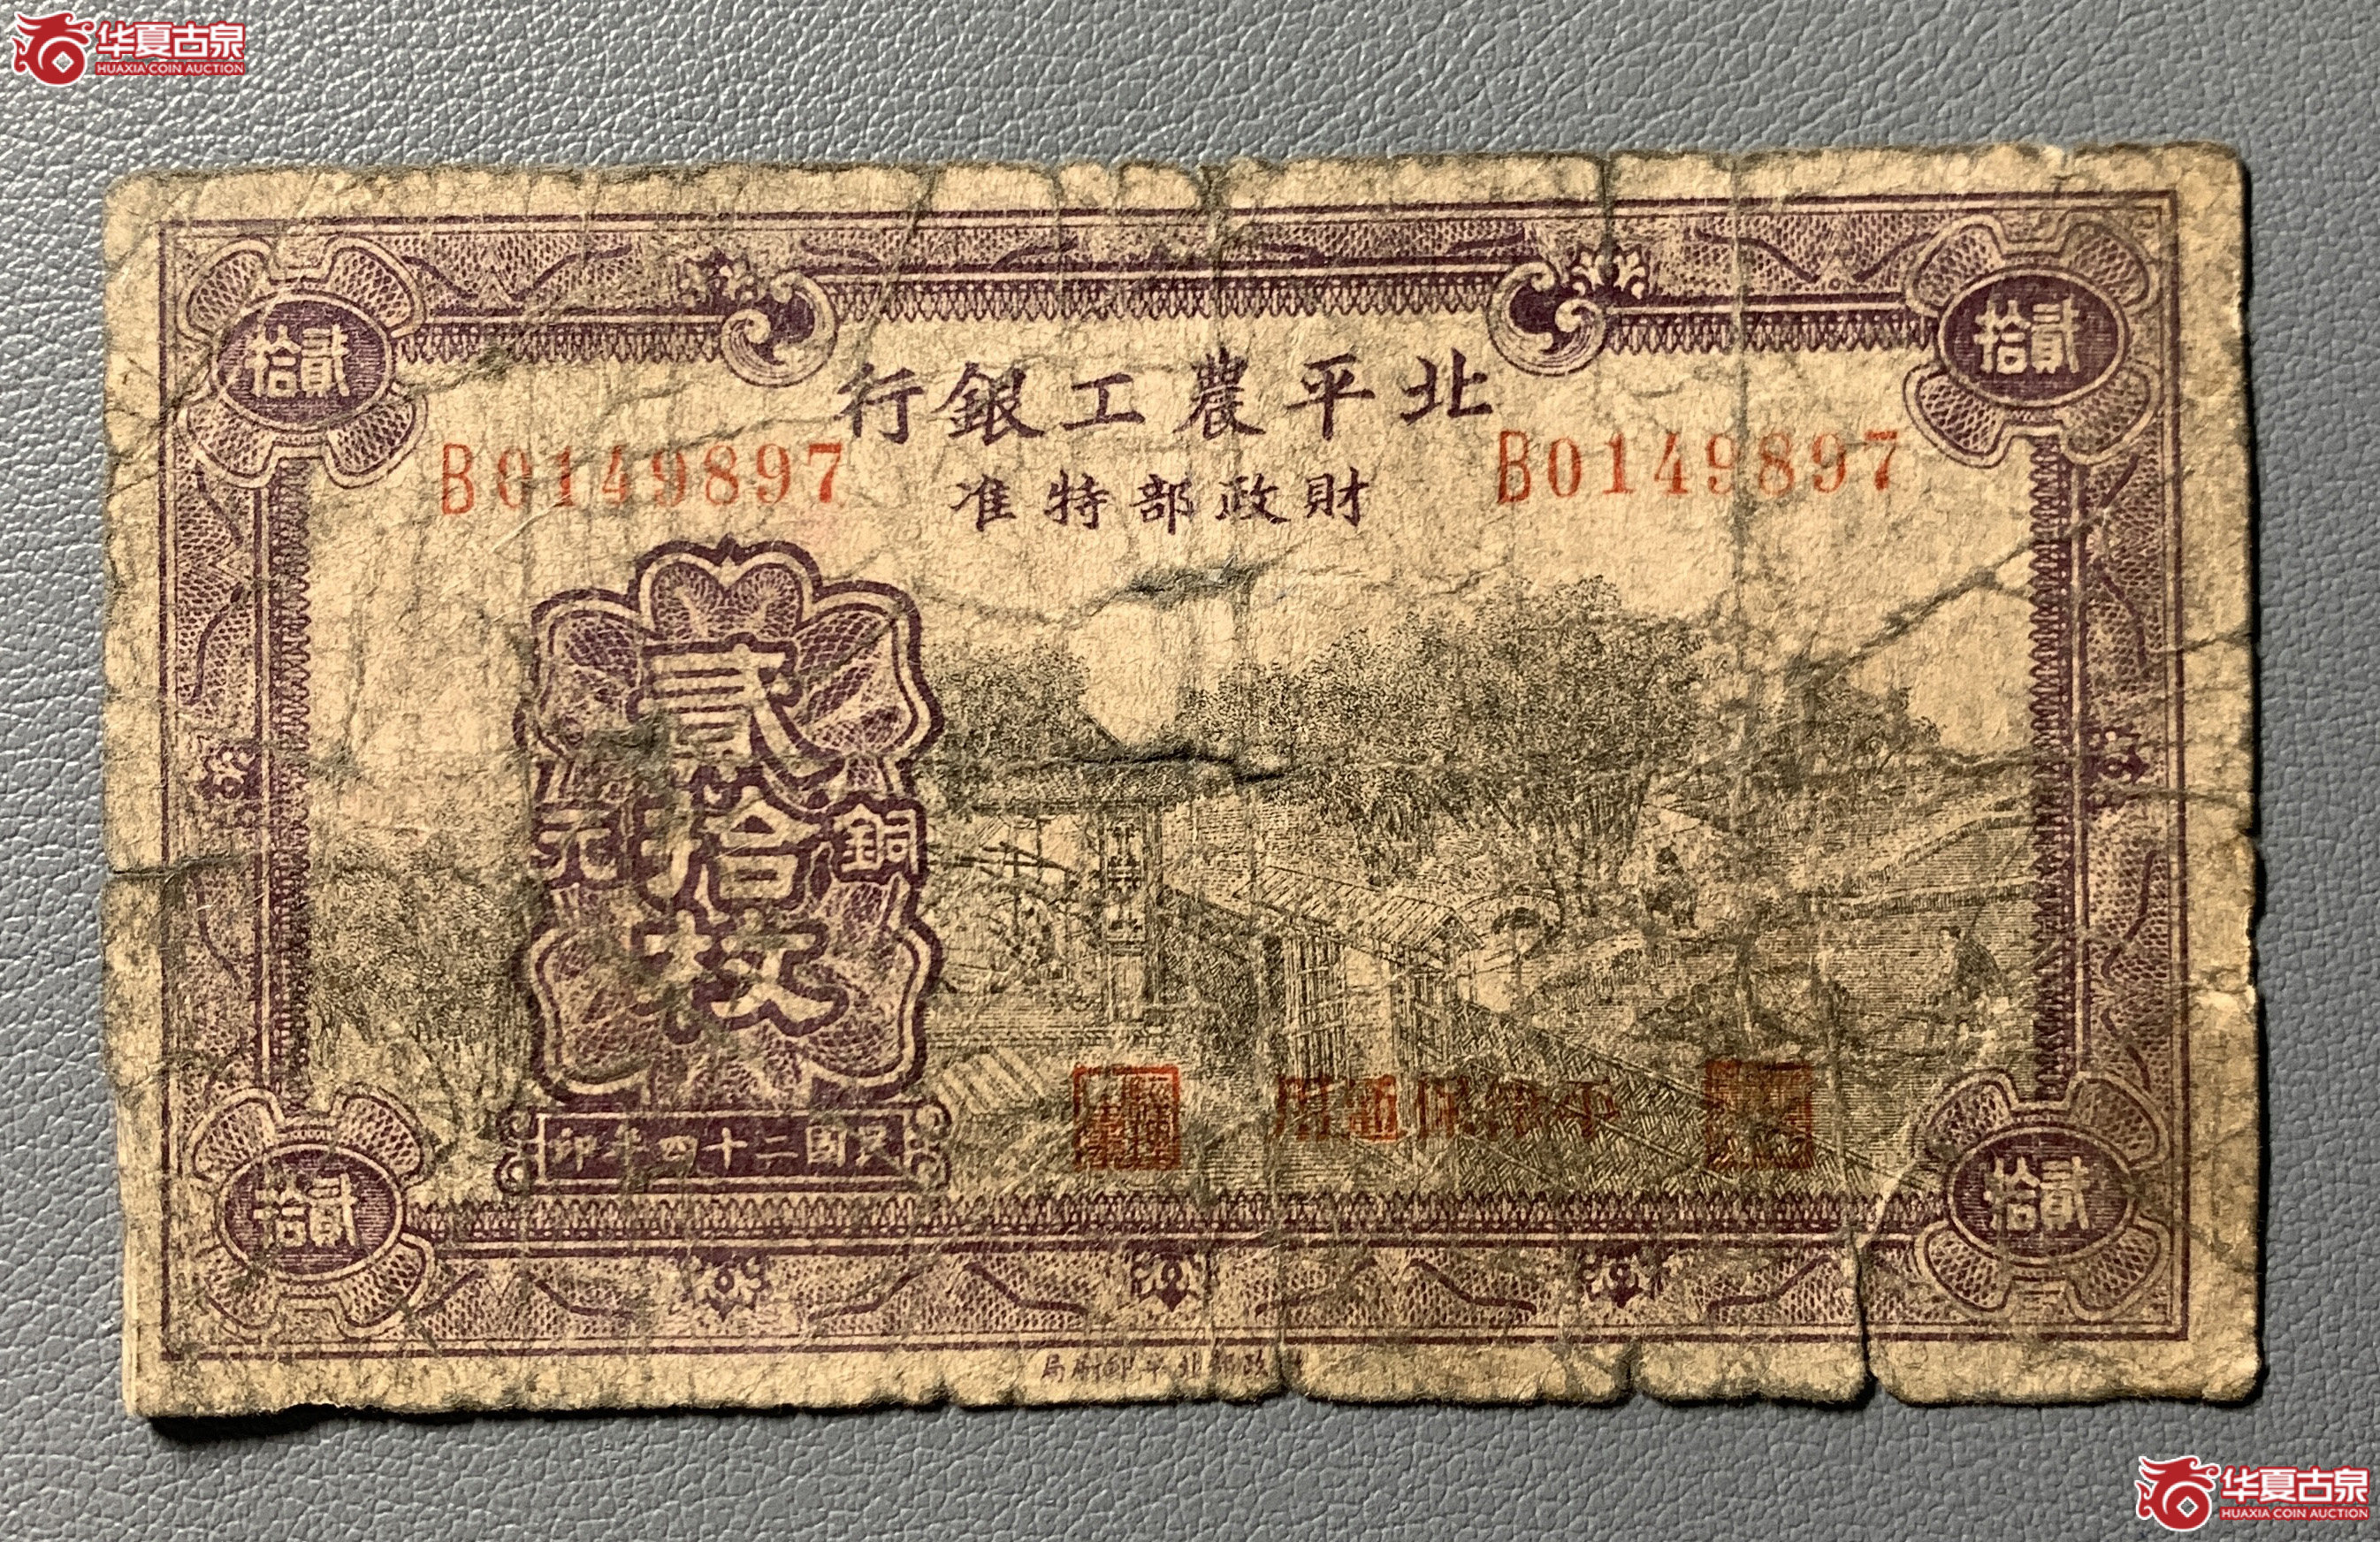 华夏古泉
HUAXIA COIN AUCTION
貳拾
貳拾
北平農工銀行
B0149897
B0149897
財政部特准
貳拾枚
銅元
平津保通用
民國二十四年印
貳拾
貳拾
財政部北平印刷局
华夏古泉
HUAXIA COIN AUCTION